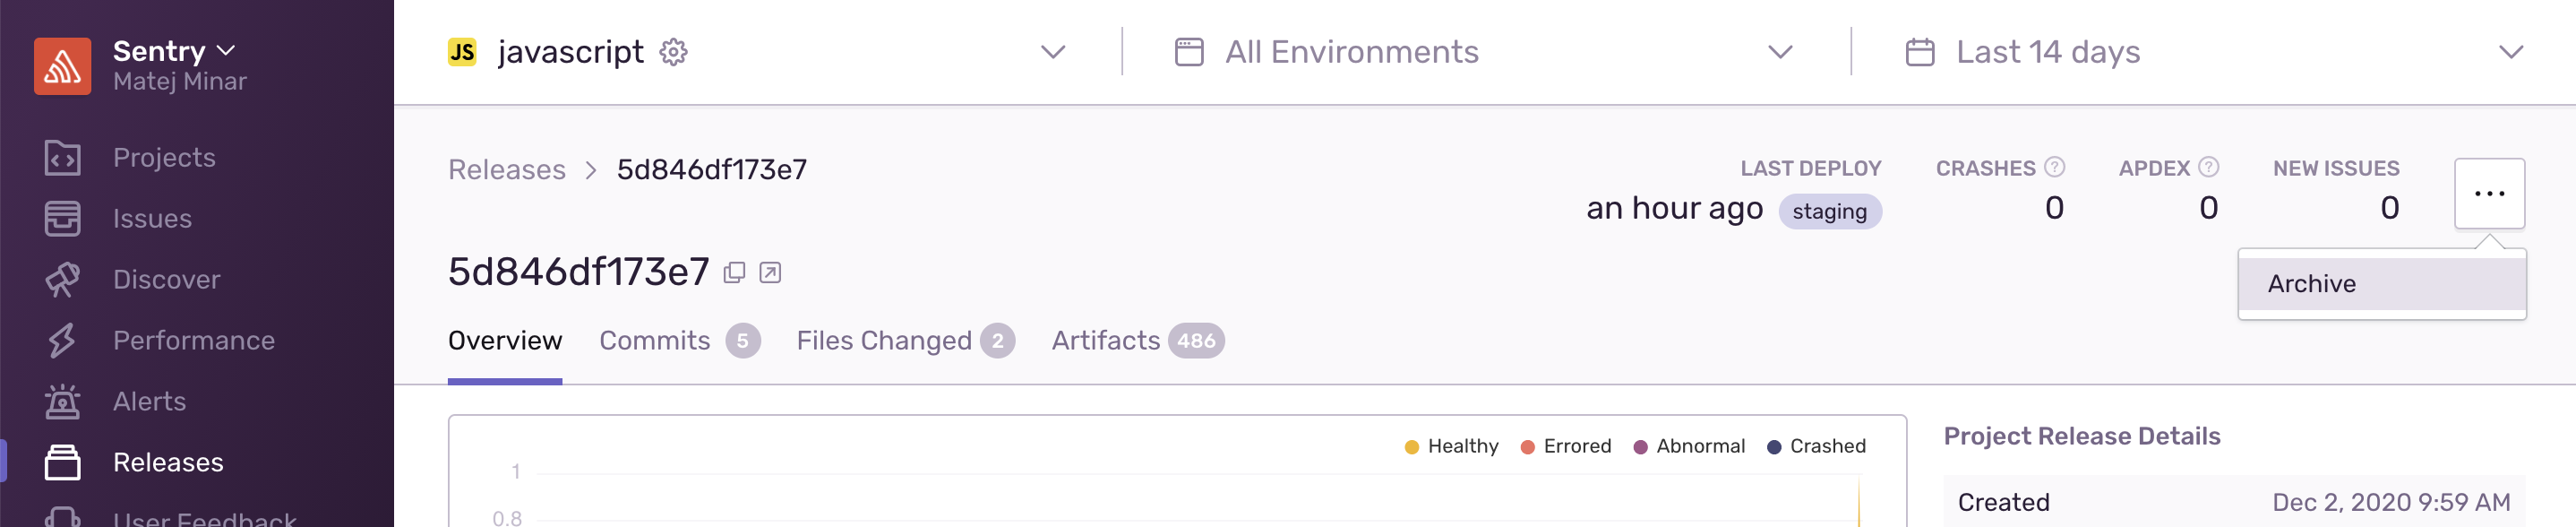 Sentry
Matej Minar
Projects
Issues
Discover
Performance
Alerts
Releases
User Feedback
JS javascript
All Environments
Last 14 days
Releases > 5d846df173e7
LAST DEPLOY
an hour ago staging
CRASHES ?
0
APDEX ?
0
NEW ISSUES
0
...
Archive
5d846df173e7
Overview Commits 5 Files Changed 2 Artifacts 486
Healthy Errored Abnormal Crashed
1
0.8
Project Release Details
Created Dec 2, 2020 9:59 AM